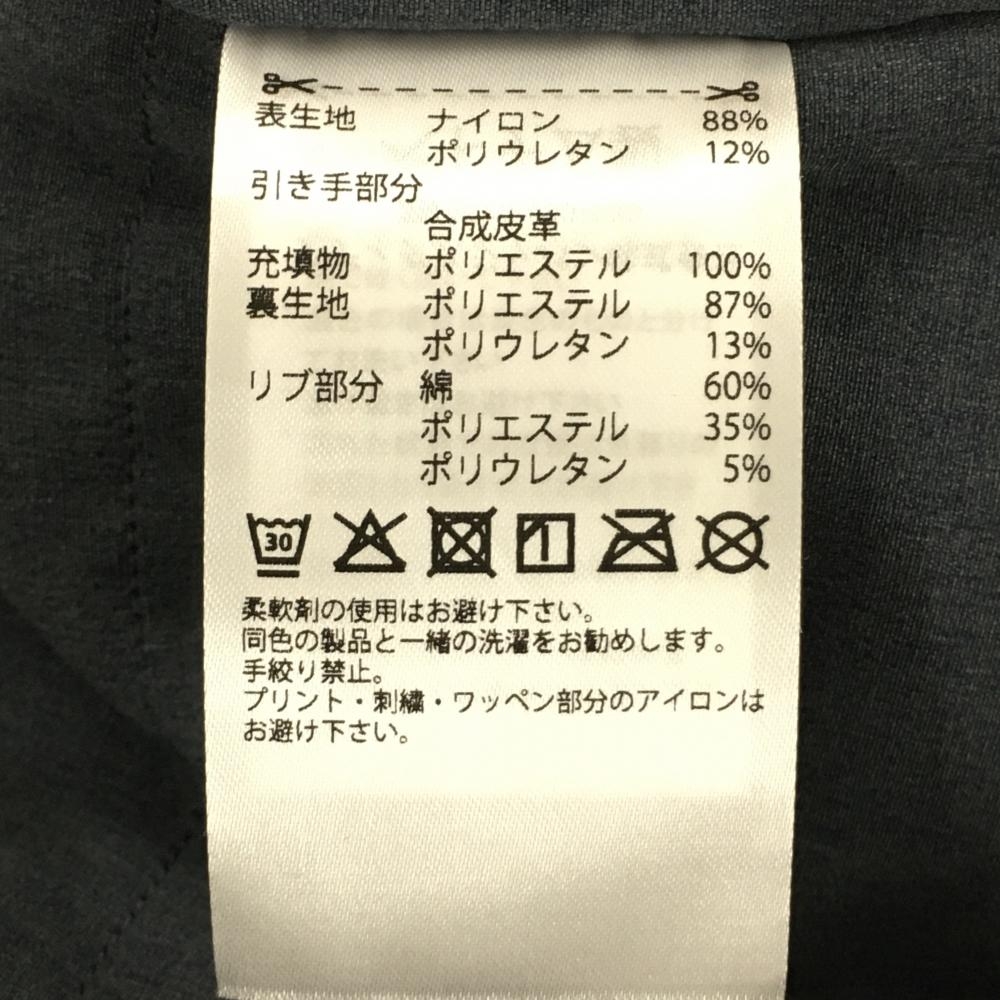 表生地 ナイロン 88%
ポリウレタン 12%
引き手部分
合成皮革
充填物 ポリエステル 100%
裏生地 ポリエステル 87%
ポリウレタン 13%
リブ部分 綿 60%
ポリエステル 35%
ポリウレタン 5%
30
柔軟剤の使用はお避け下さい。
同色の製品と一緒の洗濯をお勧めします。
手絞り禁止。
プリント・刺繍・ワッペン部分のアイロンは
お避け下さい。